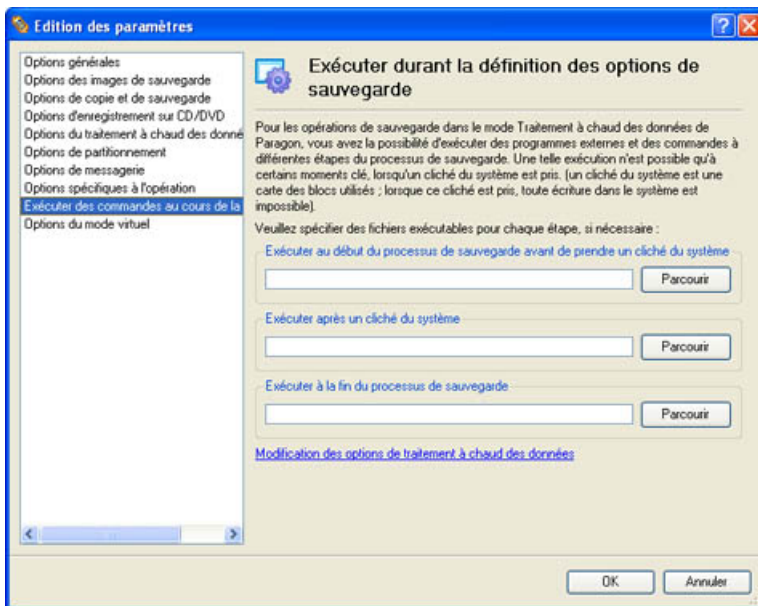 Edition des paramètres
Options générales
Options des images de sauvegarde
Options de copie et de sauvegarde
Options d'enregistrement sur CD/DVD
Options du traitement à chaud des donné
Options de partitionnement
Options de messagerie
Options spécifiques à l'opération
Exécuter des commandes au cours de la
Options du mode virtuel
Exécuter durant la définition des options de
sauvegarde
Pour les opérations de sauvegarde dans le mode Traitement à chaud des données de
Paragon, vous avez la possibilité d'exécuter des programmes externes et des commandes à
différentes étapes du processus de sauvegarde. Une telle exécution n'est possible qu'à
certains moments clé, lorsqu'un cliché du système est pris. (un cliché du système est une
carte des blocs utilisés ; lorsque ce cliché est pris, toute écriture dans le système est
impossible).
Veuillez spécifier des fichiers exécutables pour chaque étape, si nécessaire :
Exécuter au début du processus de sauvegarde avant de prendre un cliché du système
Parcourir
Exécuter après un cliché du système
Parcourir
Exécuter à la fin du processus de sauvegarde
Parcourir
Modification des options de traitement à chaud des données
OK
Annuler